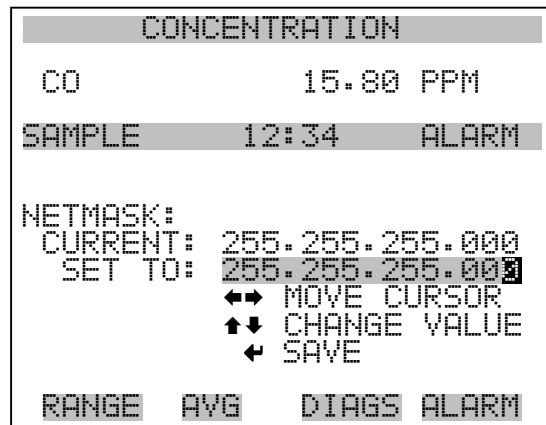 CONCENTRATION
CO 15.80 PPM
SAMPLE 12:34 ALARM
NETMASK:
CURRENT: 255.255.255.000
SET TO: 255.255.255.000
←→ MOVE CURSOR
↑↓ CHANGE VALUE
↵ SAVE
RANGE AVG DIAGS ALARM